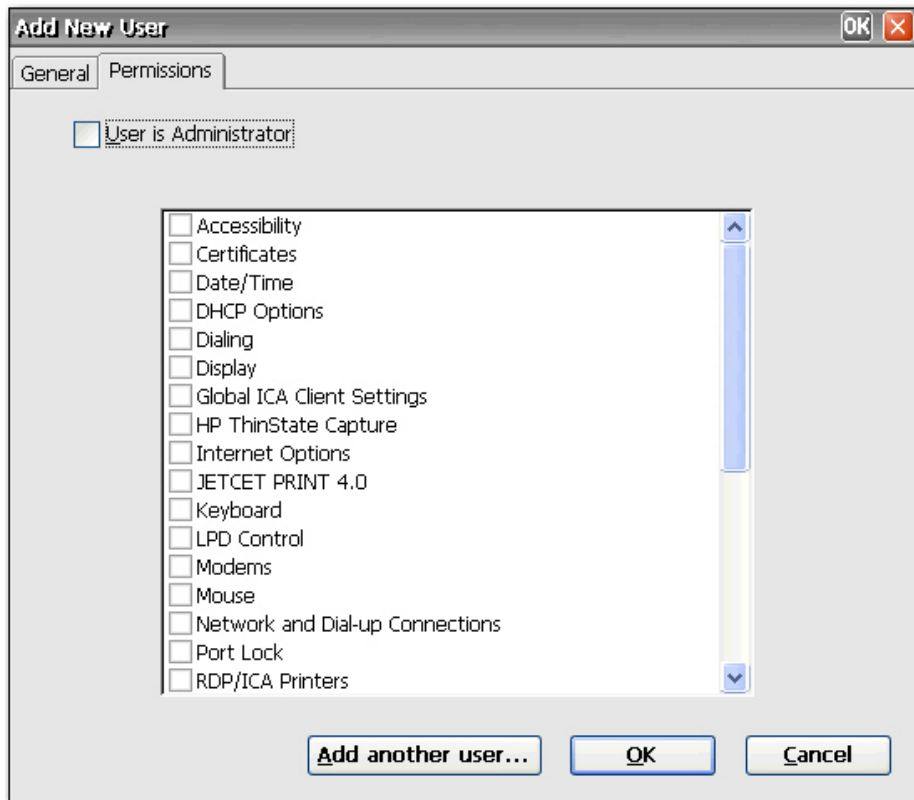 Add New User OK
General Permissions
User is Administrator
Accessibility
Certificates
Date/Time
DHCP Options
Dialing
Display
Global ICA Client Settings
HP ThinState Capture
Internet Options
JETCET PRINT 4.0
Keyboard
LPD Control
Modems
Mouse
Network and Dial-up Connections
Port Lock
RDP/ICA Printers
Add another user... OK Cancel